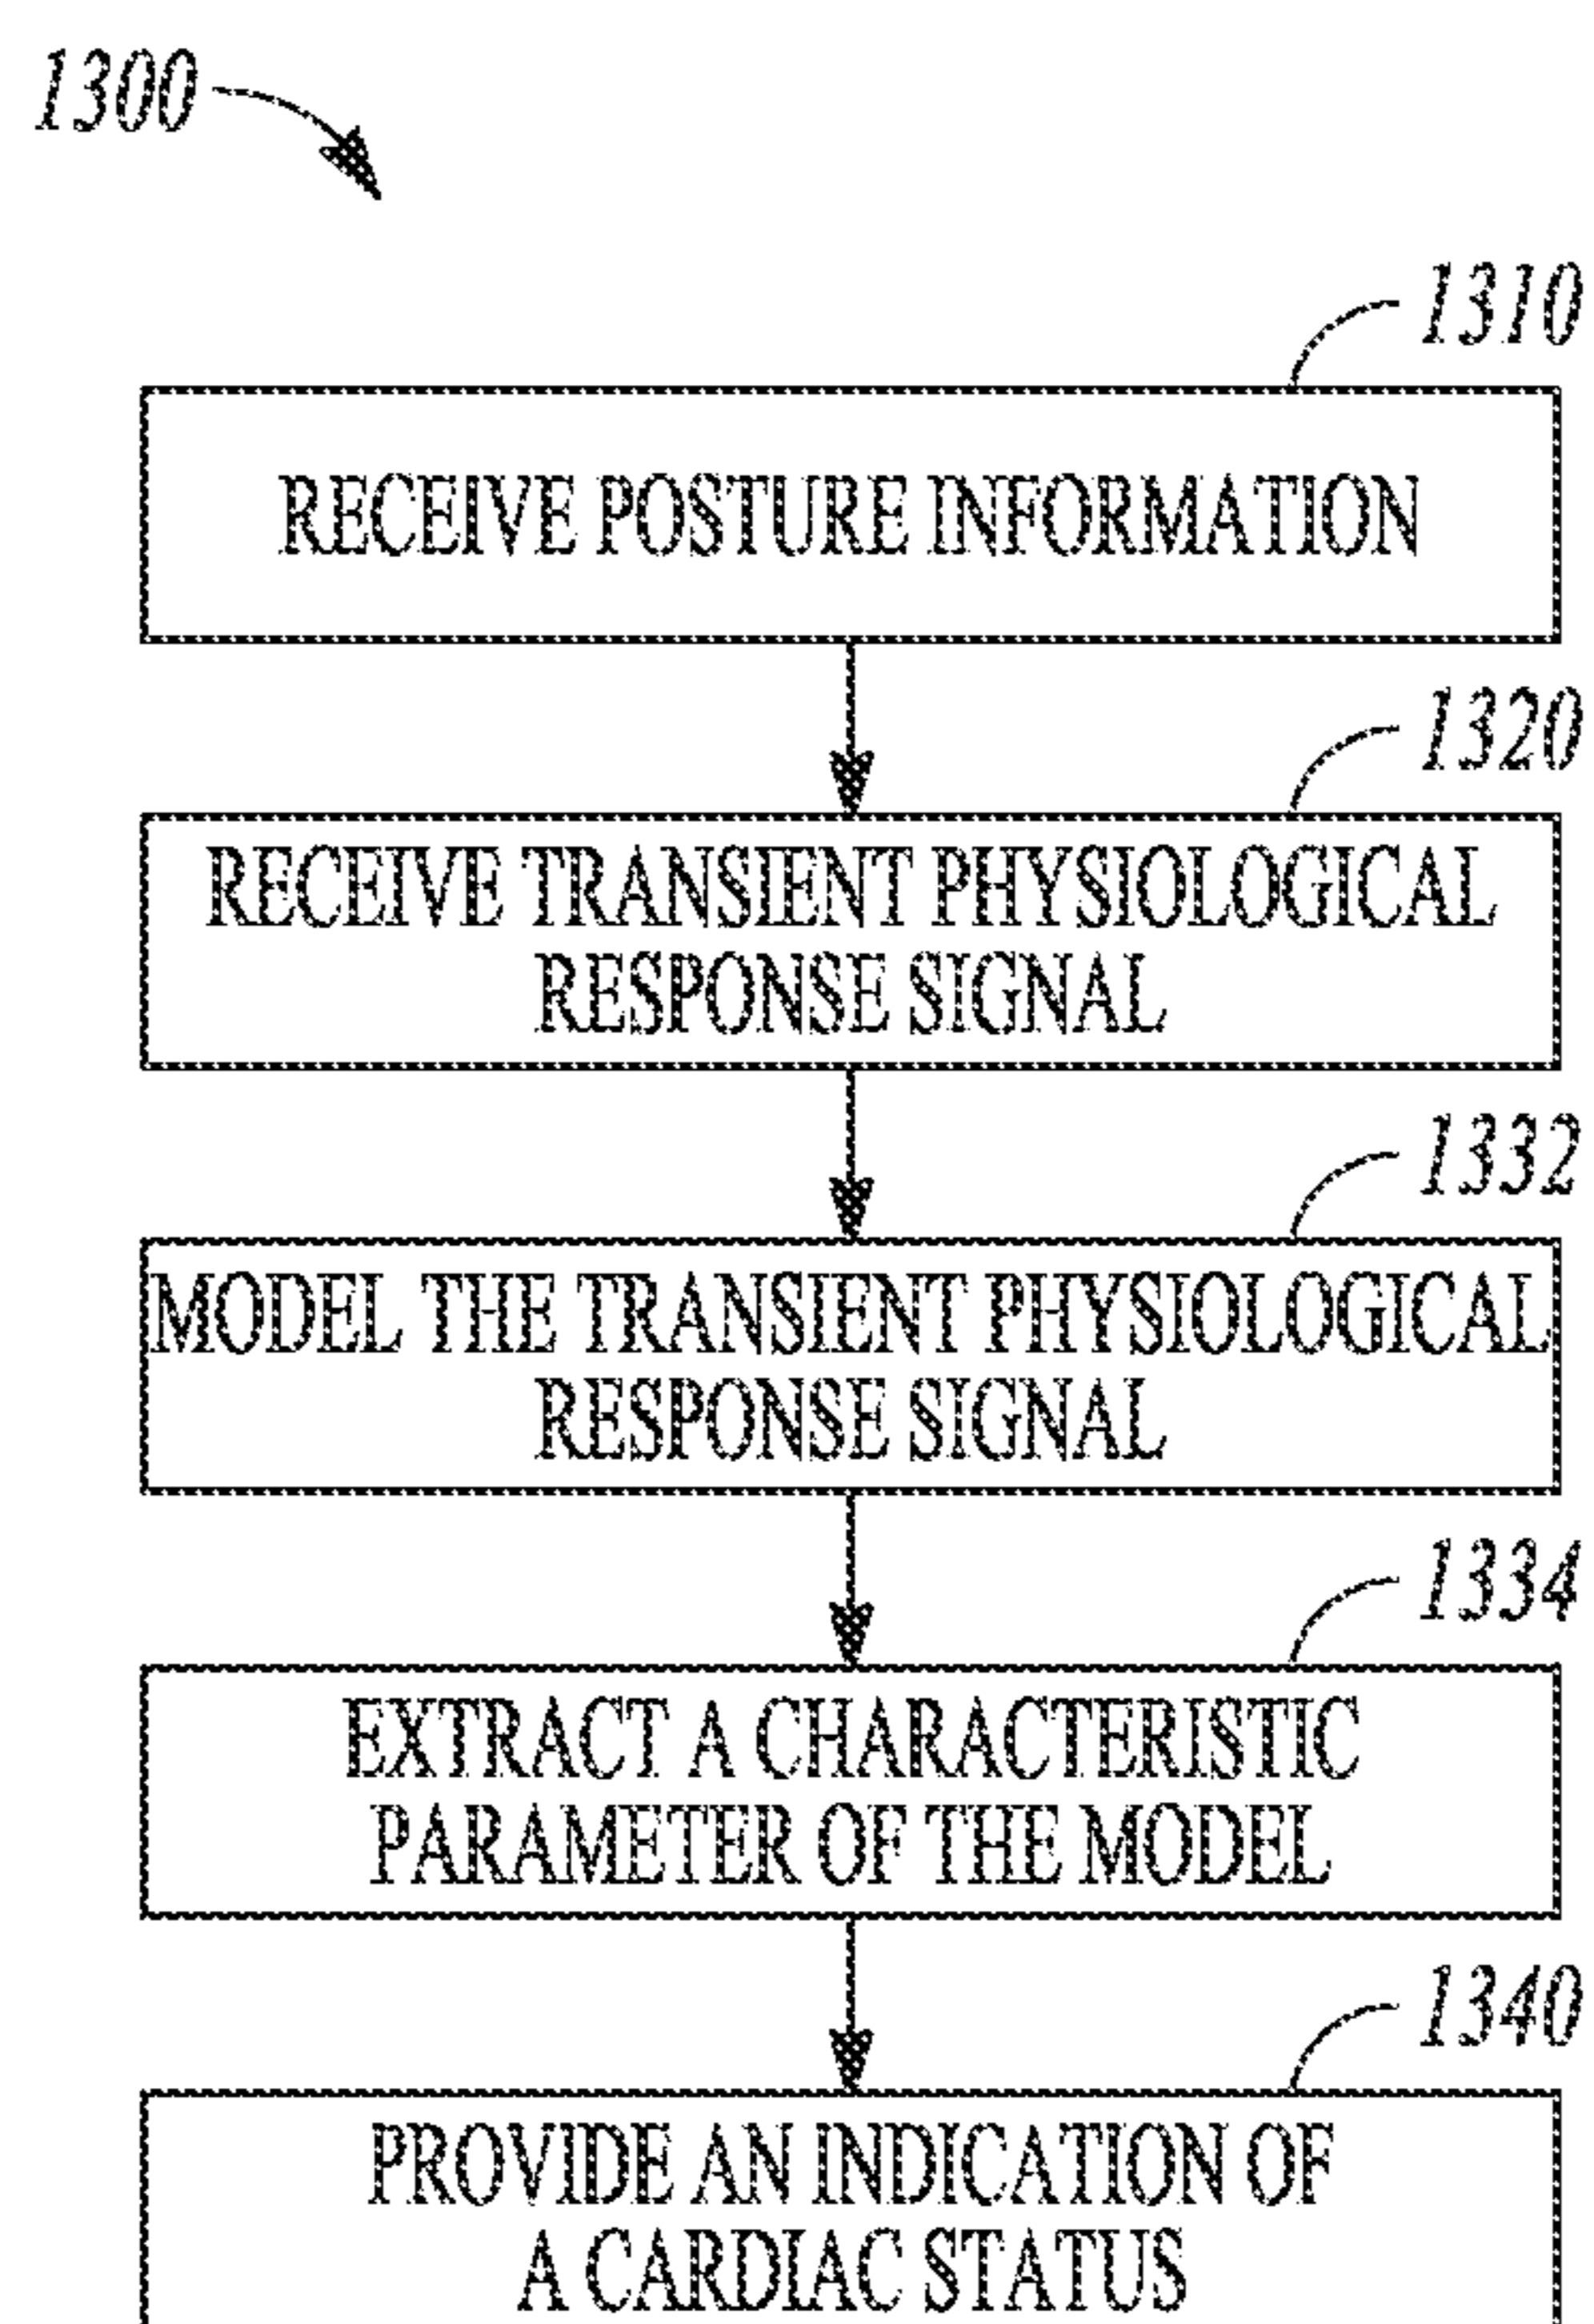 1300
1310
RECEIVE POSTURE INFORMATION
1320
RECEIVE TRANSIENT PHYSIOLOGICAL
RESPONSE SIGNAL
1332
MODEL THE TRANSIENT PHYSIOLOGICAL
RESPONSE SIGNAL
1334
EXTRACT A CHARACTERISTIC
PARAMETER OF THE MODEL
1340
PROVIDE AN INDICATION OF
A CARDIAC STATUS